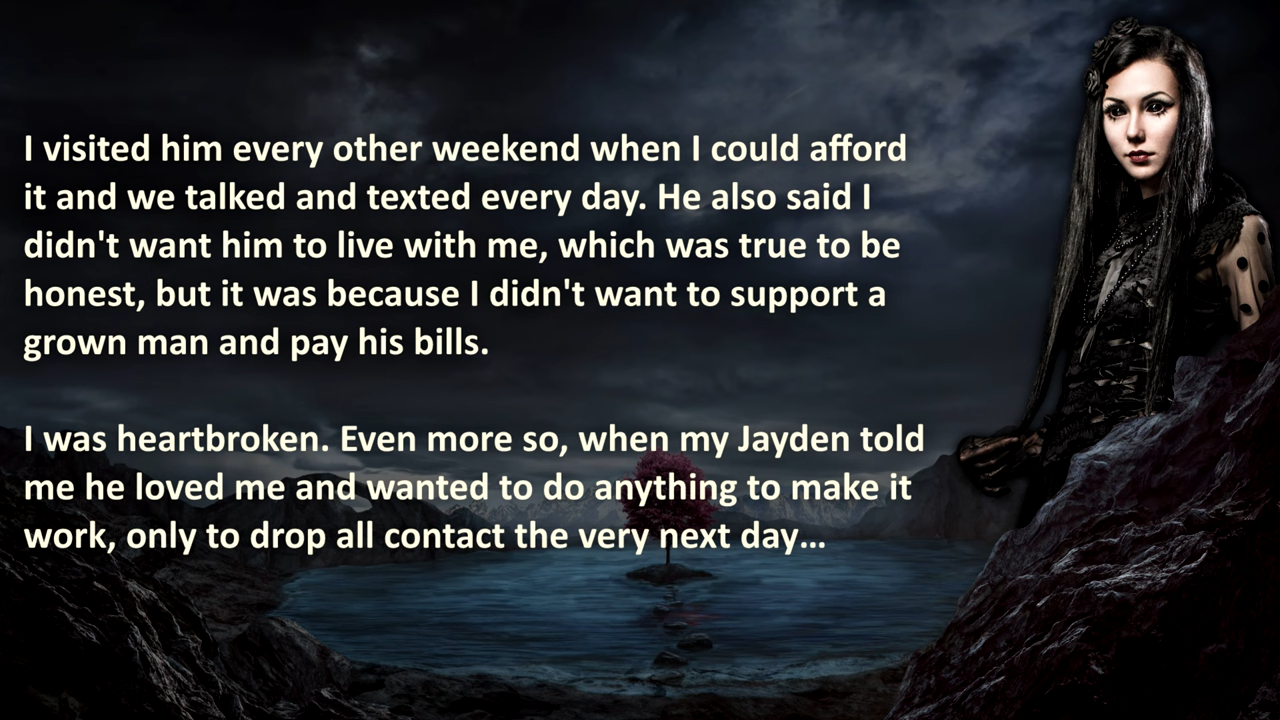 I visited him every other weekend when I could afford
it and we talked and texted every day. He also said I
didn't want him to live with me, which was true to be
honest, but it was because I didn't want to support a
grown man and pay his bills.
I was heartbroken. Even more so, when my Jayden told
me he loved me and wanted to do anything to make it
work, only to drop all contact the very next day...